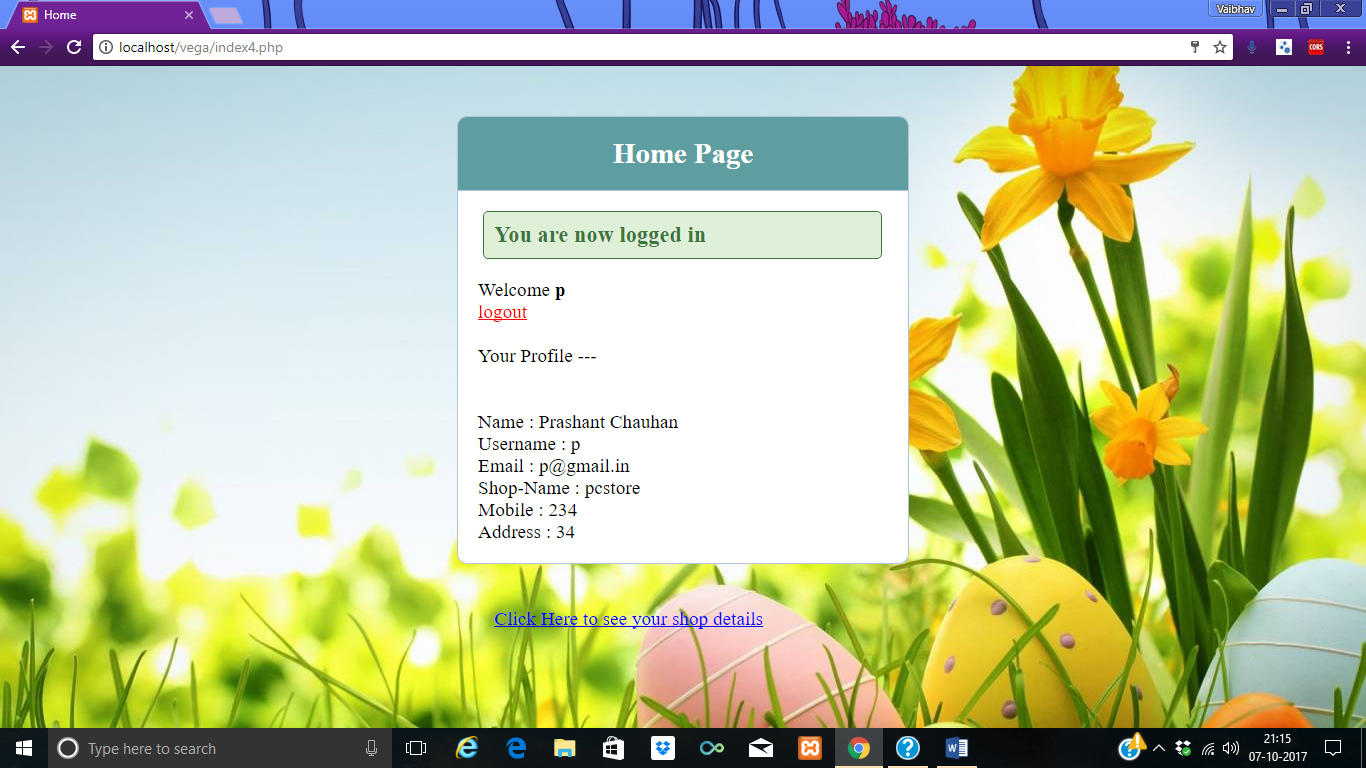 Home
Vaibhav
localhost/vega/index4.php
CORS
Home Page
You are now logged in
Welcome p
logout
Your Profile ---
Name : Prashant Chauhan
Username : p
Email : p@gmail.in
Shop-Name : pcstore
Mobile : 234
Address : 34
Click Here to see your shop details
Type here to search
21:15
07-10-2017